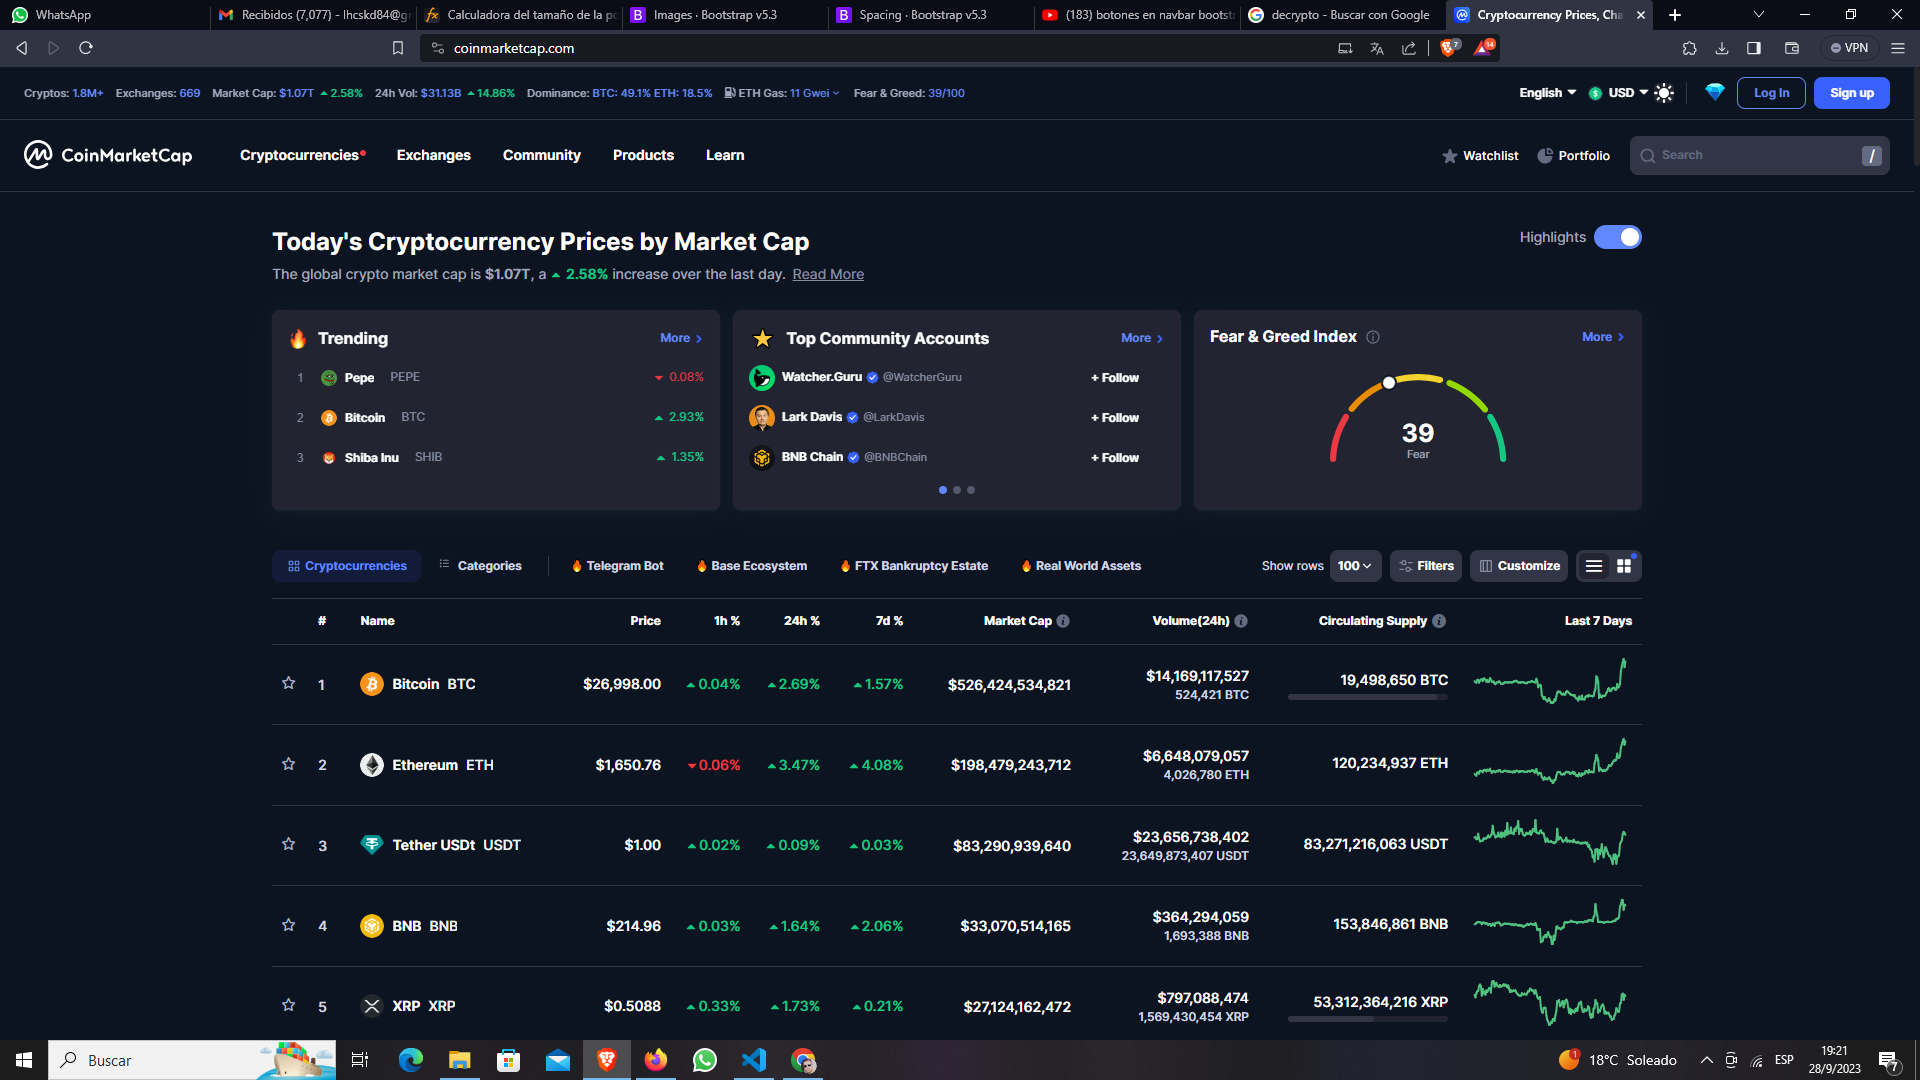 WhatsApp
Recibidos (7,077) - lhcskd84@g
Calculadora del tamaño de la po
Images · Bootstrap v5.3
Spacing · Bootstrap v5.3
(183) botones en navbar bootst
decrypto - Buscar con Google
Cryptocurrency Prices, Cha
coinmarketcap.com
7
14
VPN
Cryptos: 1.8M+ Exchanges: 669 Market Cap: $1.07T 2.58% 24h Vol: $31.13B 14.86% Dominance: BTC: 49.1% ETH: 18.5% ETH Gas: 11 Gwei Fear & Greed: 39/100
English USD Log In Sign up
CoinMarketCap Cryptocurrencies Exchanges Community Products Learn
Watchlist Portfolio Search /
Today's Cryptocurrency Prices by Market Cap
Highlights
The global crypto market cap is $1.07T, a 2.58% increase over the last day. Read More
Trending More
1 Pepe PEPE 0.08%
2 Bitcoin BTC 2.93%
3 Shiba Inu SHIB 1.35%
Top Community Accounts More
Watcher.Guru @WatcherGuru + Follow
Lark Davis @LarkDavis + Follow
BNB Chain @BNBChain + Follow
Fear & Greed Index More
39
Fear
Cryptocurrencies Categories Telegram Bot Base Ecosystem FTX Bankruptcy Estate Real World Assets Show rows 100 Filters Customize
# Name Price 1h % 24h % 7d % Market Cap Volume(24h) Circulating Supply Last 7 Days
1 Bitcoin BTC $26,998.00 0.04% 2.69% 1.57% $526,424,534,821 $14,169,117,527 19,498,650 BTC
524,421 BTC
2 Ethereum ETH $1,650.76 0.06% 3.47% 4.08% $198,479,243,712 $6,648,079,057 120,234,937 ETH
4,026,780 ETH
3 Tether USDt USDT $1.00 0.02% 0.09% 0.03% $83,290,939,640 $23,656,738,402 83,271,216,063 USDT
23,649,873,407 USDT
4 BNB BNB $214.96 0.03% 1.64% 2.06% $33,070,514,165 $364,294,059 153,846,861 BNB
1,693,388 BNB
5 XRP XRP $0.5088 0.33% 1.73% 0.21% $27,124,162,472 $797,088,474 53,312,364,216 XRP
1,569,430,454 XRP
Buscar
1
18°C Soleado
ESP
19:21
28/9/2023
7